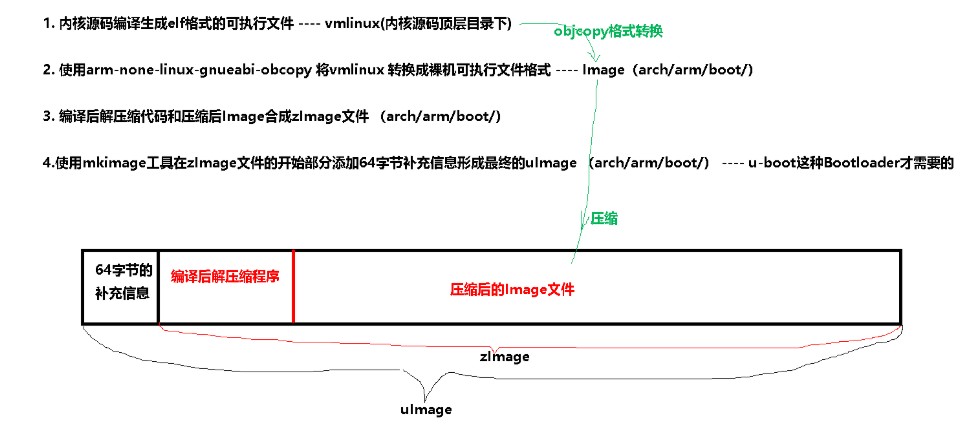 1. 内核源码编译生成elf格式的可执行文件 ---- vmlinux(内核源码顶层目录下)
objcopy格式转换
2. 使用arm-none-linux-gnueabi-obcopy 将vmlinux 转换成裸机可执行文件格式 ---- Image（arch/arm/boot/）
3. 编译后解压缩代码和压缩后Image合成zImage文件 （arch/arm/boot/）
4.使用mkimage工具在zImage文件的开始部分添加64字节补充信息形成最终的uImage （arch/arm/boot/） ---- u-boot这种Bootloader才需要的
压缩
64字节的
补充信息
编译后解压缩程序
压缩后的Image文件
zImage
uImage